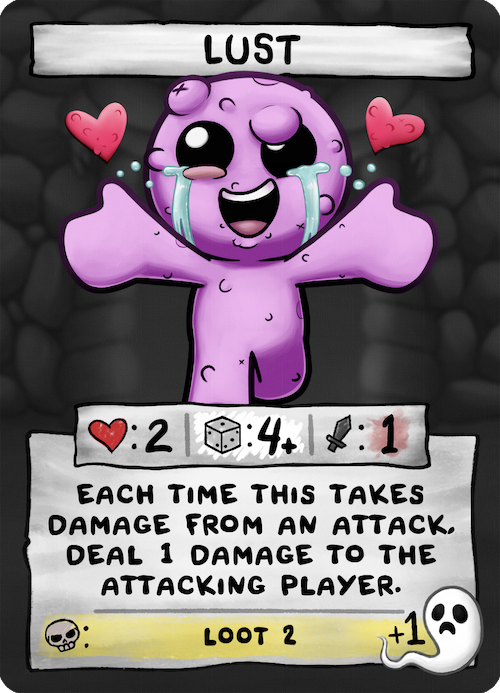 LUST
:2 :4+ :1
EACH TIME THIS TAKES
DAMAGE FROM AN ATTACK,
DEAL 1 DAMAGE TO THE
ATTACKING PLAYER.
: LOOT 2 +1